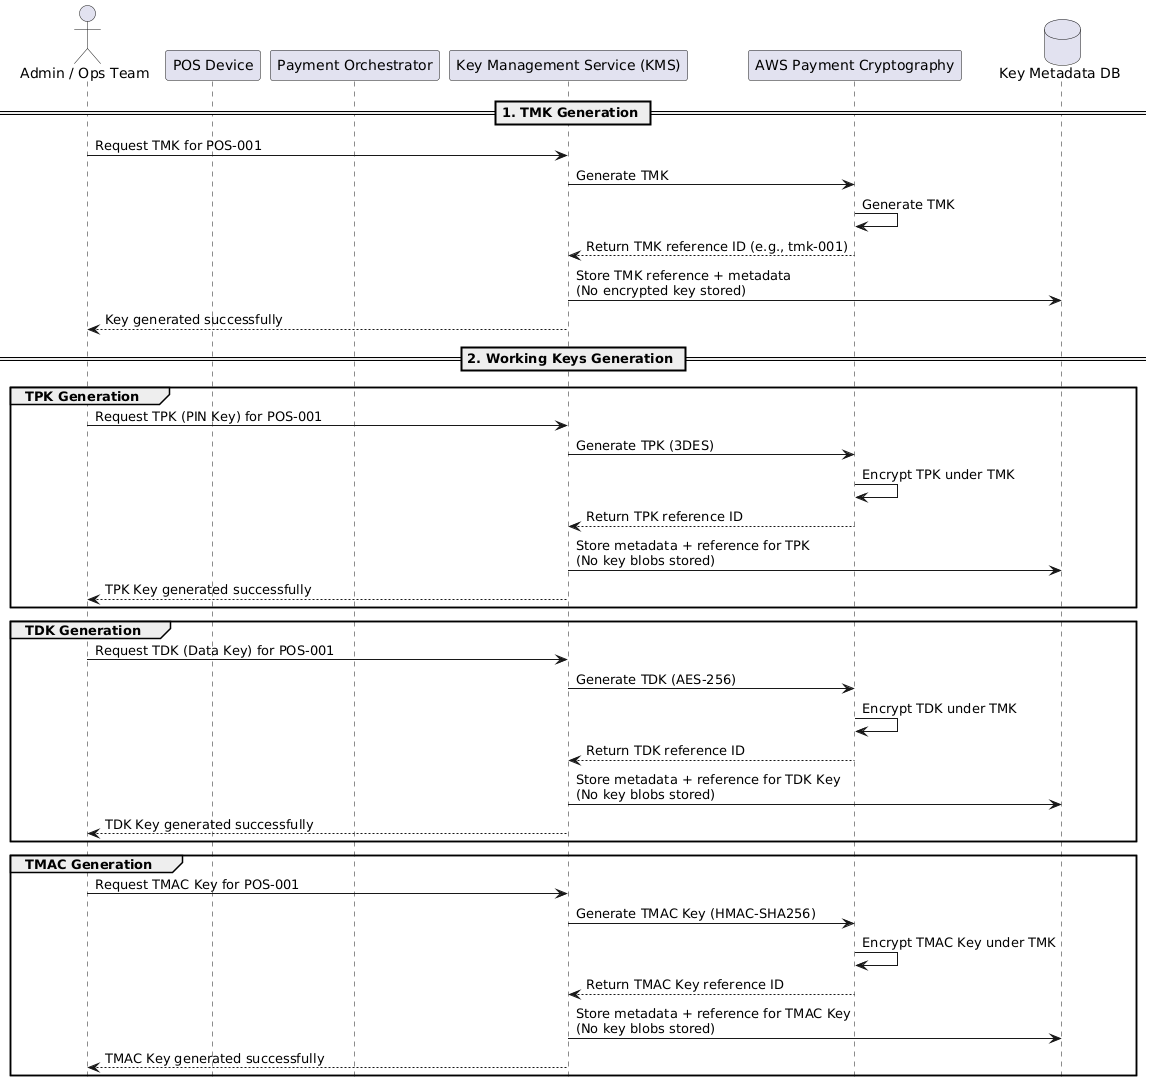 Admin / Ops Team
POS Device
Payment Orchestrator
Key Management Service (KMS)
AWS Payment Cryptography
Key Metadata DB
1. TMK Generation
Request TMK for POS-001
Generate TMK
Generate TMK
Return TMK reference ID (e.g., tmk-001)
Store TMK reference + metadata
(No encrypted key stored)
Key generated successfully
2. Working Keys Generation
TPK Generation
Request TPK (PIN Key) for POS-001
Generate TPK (3DES)
Encrypt TPK under TMK
Return TPK reference ID
Store metadata + reference for TPK
(No key blobs stored)
TPK Key generated successfully
TDK Generation
Request TDK (Data Key) for POS-001
Generate TDK (AES-256)
Encrypt TDK under TMK
Return TDK reference ID
Store metadata + reference for TDK Key
(No key blobs stored)
TDK Key generated successfully
TMAC Generation
Request TMAC Key for POS-001
Generate TMAC Key (HMAC-SHA256)
Encrypt TMAC Key under TMK
Return TMAC Key reference ID
Store metadata + reference for TMAC Key
(No key blobs stored)
TMAC Key generated successfully